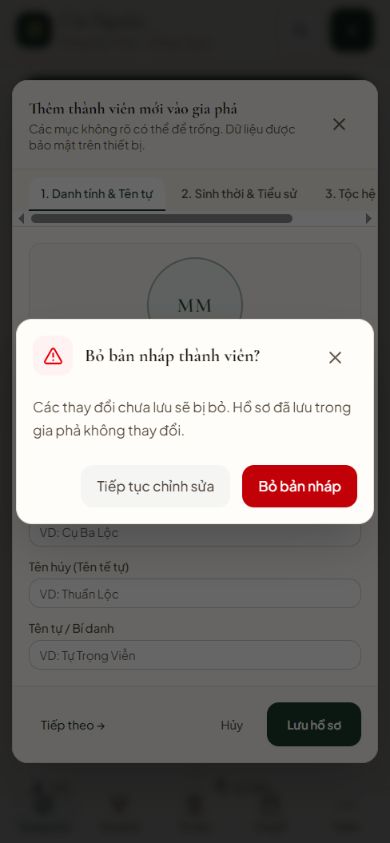 Thêm thành viên mới vào gia phả
Các mục không rõ có thể để trống. Dữ liệu được
bảo mật trên thiết bị.
1. Danh tính & Tên tự
2. Sinh thời & Tiểu sử
3. Tộc hệ
MM
Bỏ bản nháp thành viên?
Các thay đổi chưa lưu sẽ bị bỏ. Hồ sơ đã lưu trong
gia phả không thay đổi.
Tiếp tục chỉnh sửa
Bỏ bản nháp
VD: Cụ Ba Lộc
Tên húy (Tên tế tự)
VD: Thuần Lộc
Tên tự / Bí danh
VD: Tự Trọng Viễn
Tiếp theo →
Hủy
Lưu hồ sơ